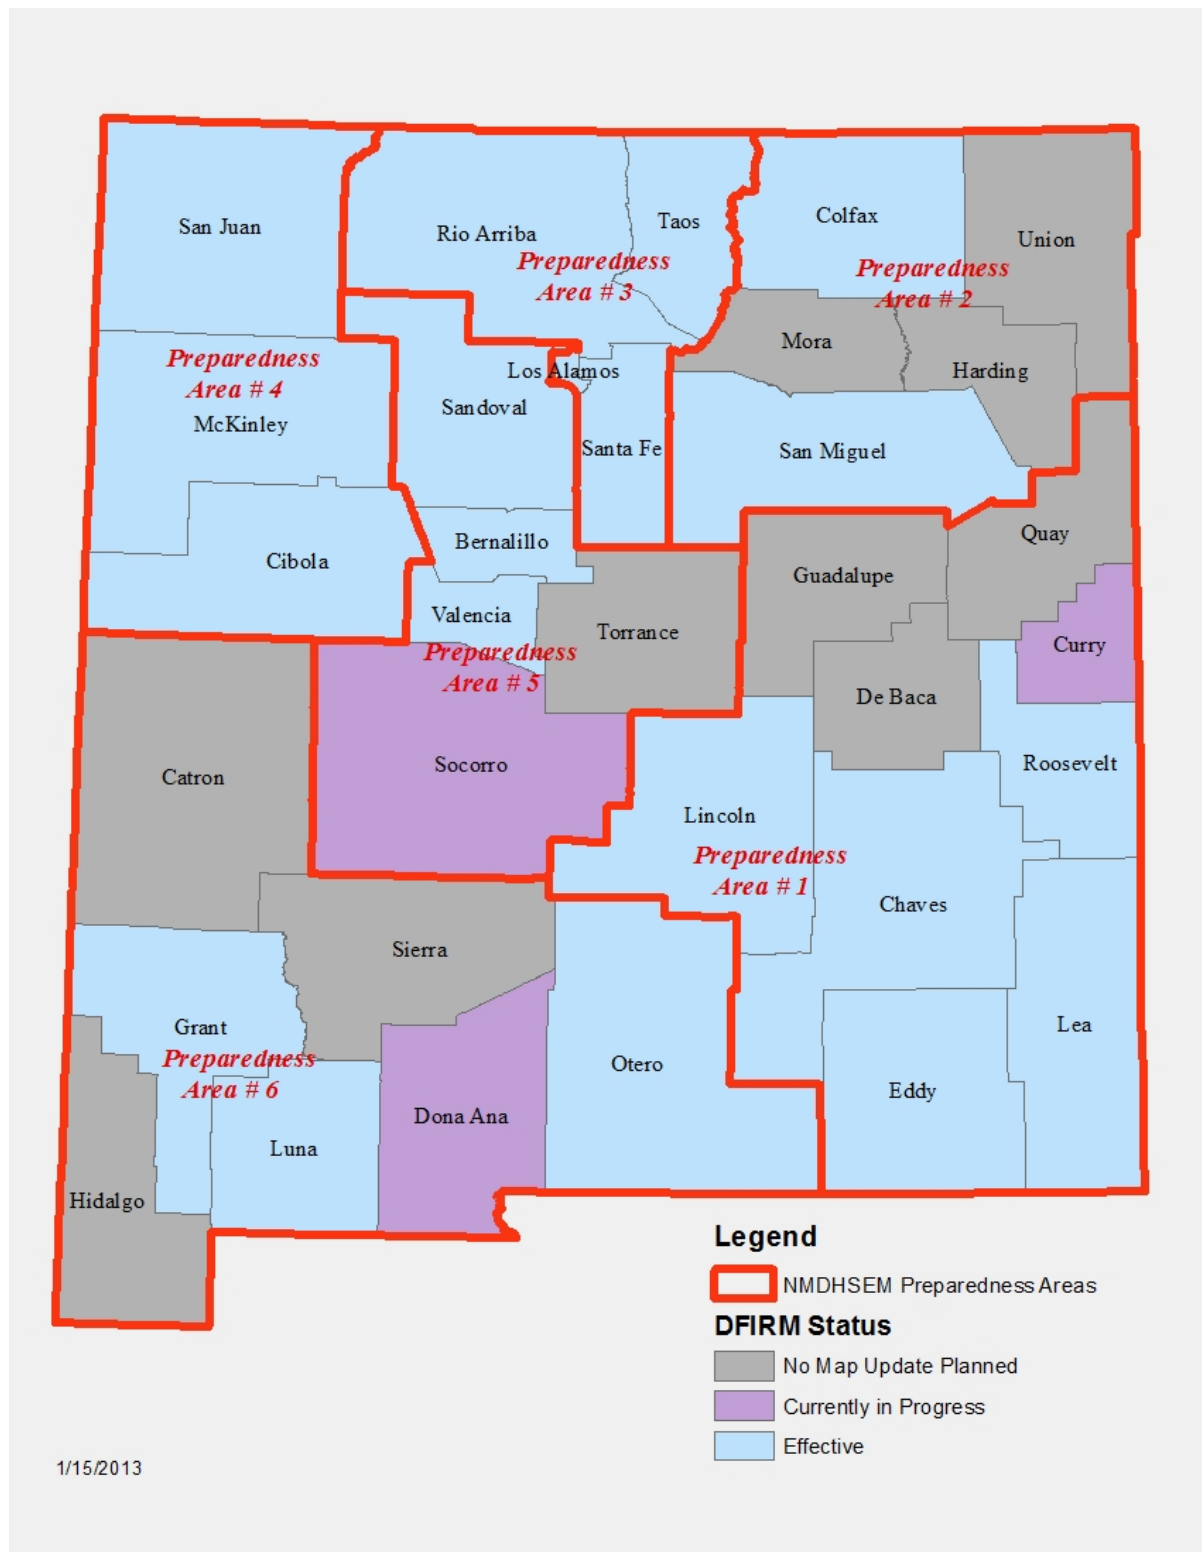 San Juan
Rio Arriba
Taos
Colfax
Union
Preparedness
Area # 3
Preparedness
Area # 2
Mora
Harding
Preparedness
Area # 4
McKinley
Los Alamos
Sandoval
Santa Fe
San Miguel
Quay
Bernalillo
Cibola
Guadalupe
Valencia
Torrance
Curry
Preparedness
Area # 5
De Baca
Catron
Socorro
Roosevelt
Lincoln
Preparedness
Area # 1
Chaves
Sierra
Grant
Preparedness
Area # 6
Otero
Lea
Eddy
Dona Ana
Luna
Hidalgo
Legend
NMDHSEM Preparedness Areas
DFIRM Status
No Map Update Planned
Currently in Progress
Effective
1/15/2013